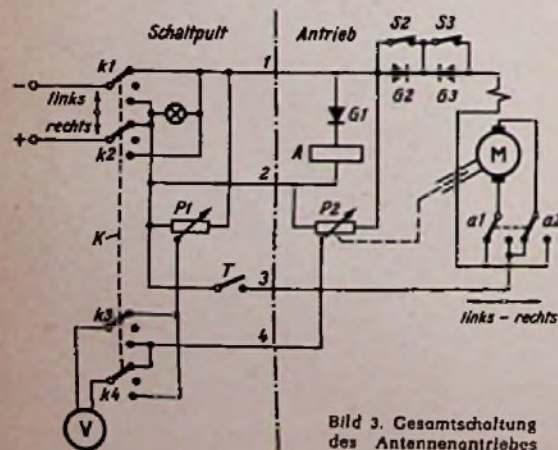 Schaltpult
Antrieb
S2
S3
k1
1
–
links
rechts
+
k2
G1
G2
G3
A
M
2
P1
P2
a1
a2
K
T
3
links – rechts
k3
4
k4
V
Bild 3. Gesamtschaltung
des Antennenantriebes